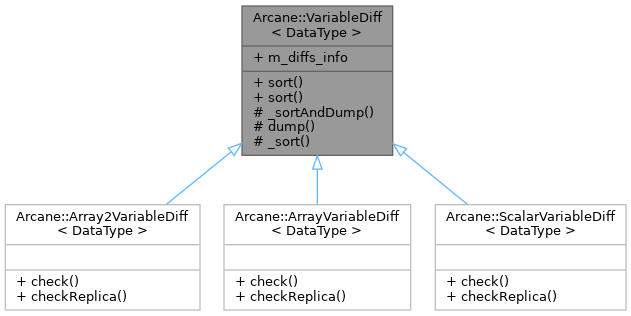 Arcane::VariableDiff
< DataType >
+ m_diffs_info
+ sort()
+ sort()
# _sortAndDump()
# dump()
# _sort()
Arcane::Array2VariableDiff
< DataType >
+ check()
+ checkReplica()
Arcane::ArrayVariableDiff
< DataType >
+ check()
+ checkReplica()
Arcane::ScalarVariableDiff
< DataType >
+ check()
+ checkReplica()